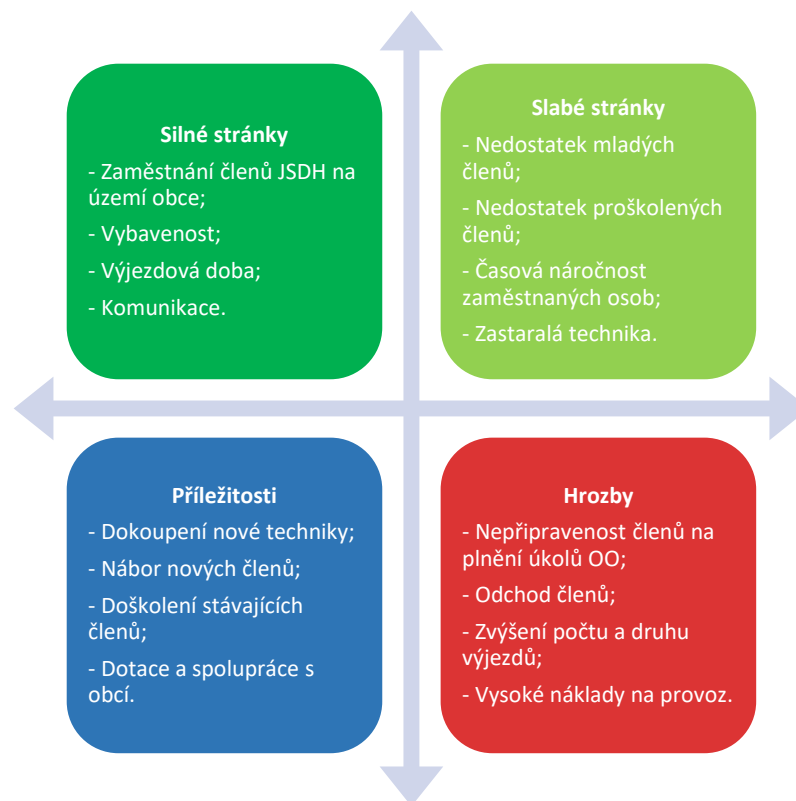 Silné stránky
- Zaměstnání členů JSDH na
území obce;
- Vybavenost;
- Výjezdová doba;
- Komunikace.
Slabé stránky
- Nedostatek mladých
členů;
- Nedostatek proškolených
členů;
- Časová náročnost
zaměstnaných osob;
- Zastaralá technika.
Příležitosti
- Dokoupení nové techniky;
- Nábor nových členů;
- Doškolení stávajících
členů;
- Dotace a spolupráce s
obcí.
Hrozby
- Nepřipravenost členů na
plnění úkolů OO;
- Odchod členů;
- Zvýšení počtu a druhu
výjezdů;
- Vysoké náklady na provoz.